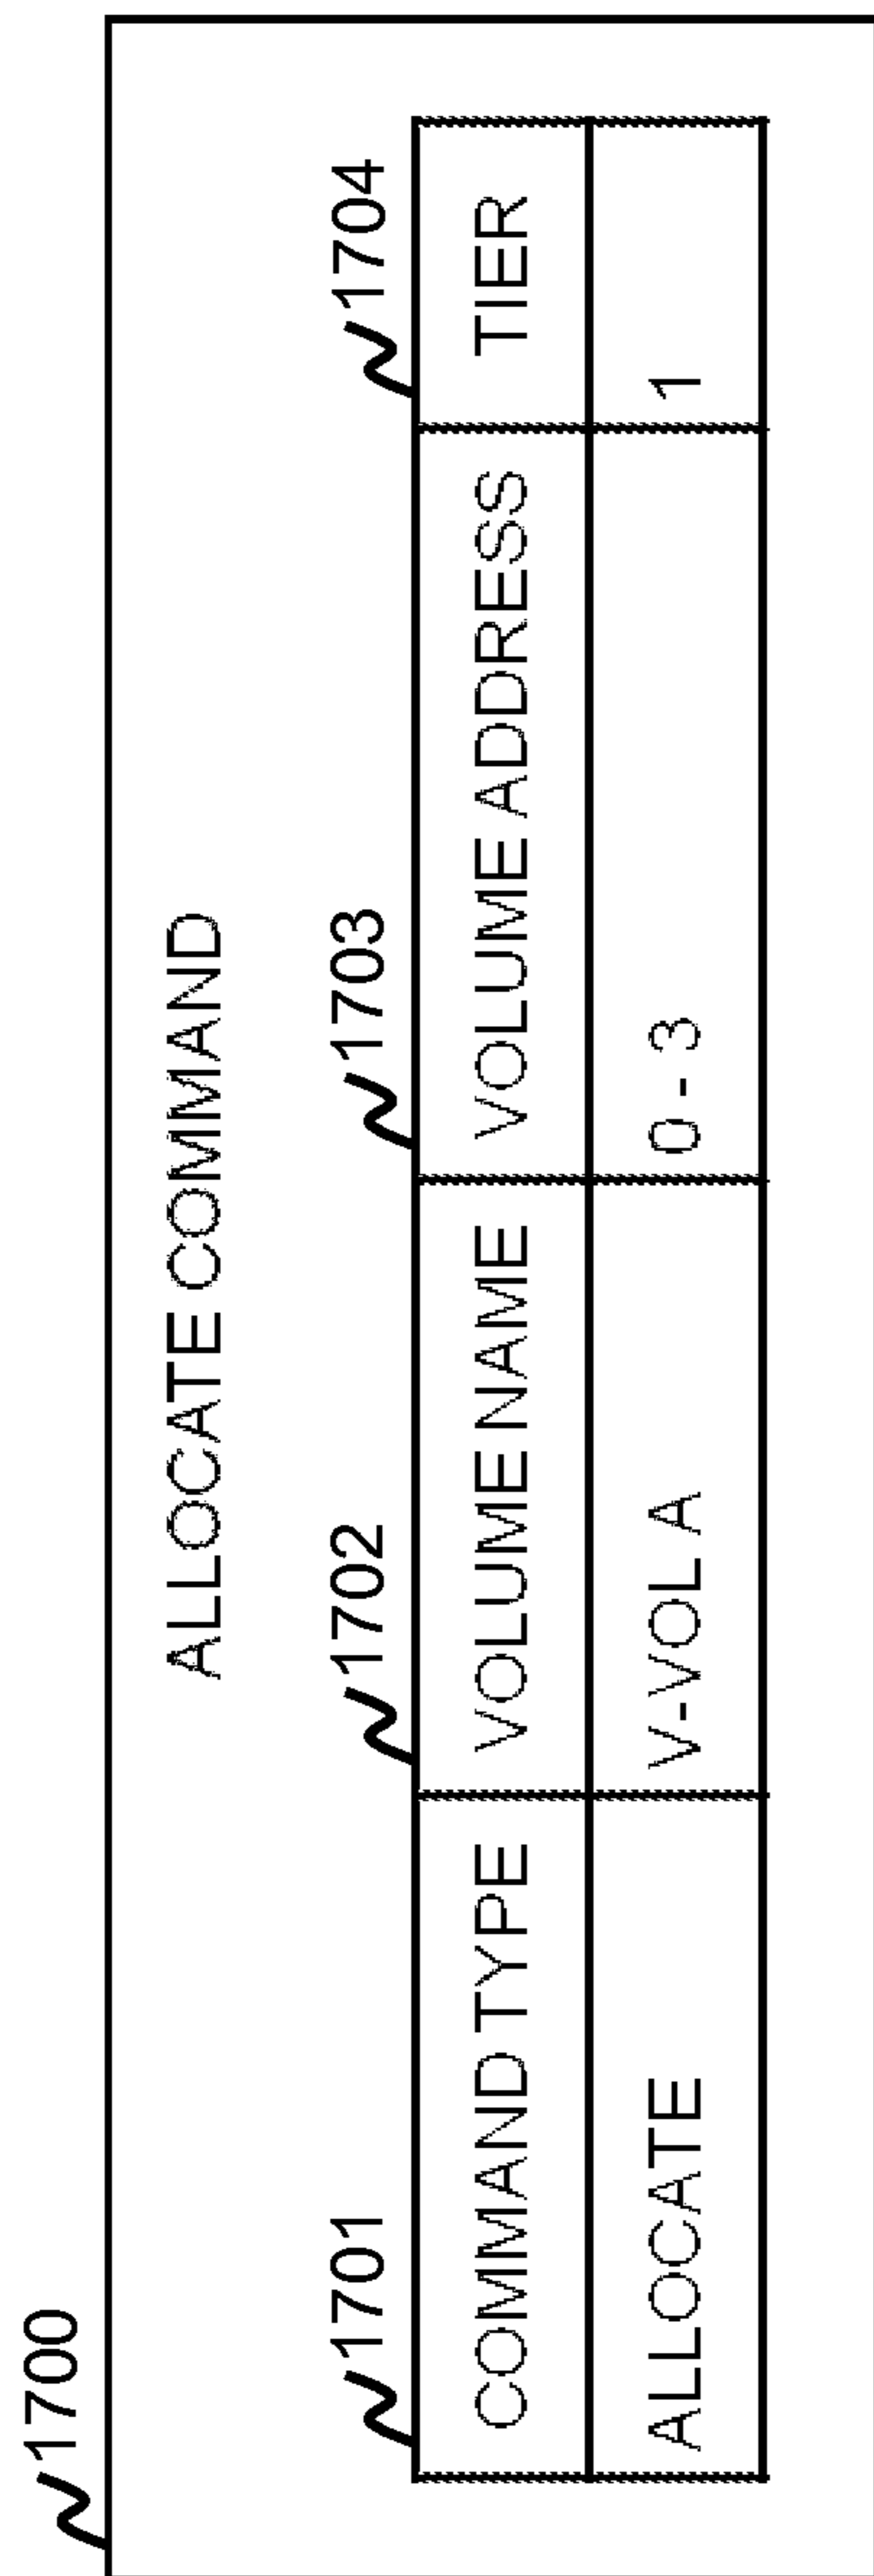 1700
ALLOCATE COMMAND
1701 1702 1703 1704
COMMAND TYPE VOLUME NAME VOLUME ADDRESS TIER
ALLOCATE V-VOL A 0 - 3 1